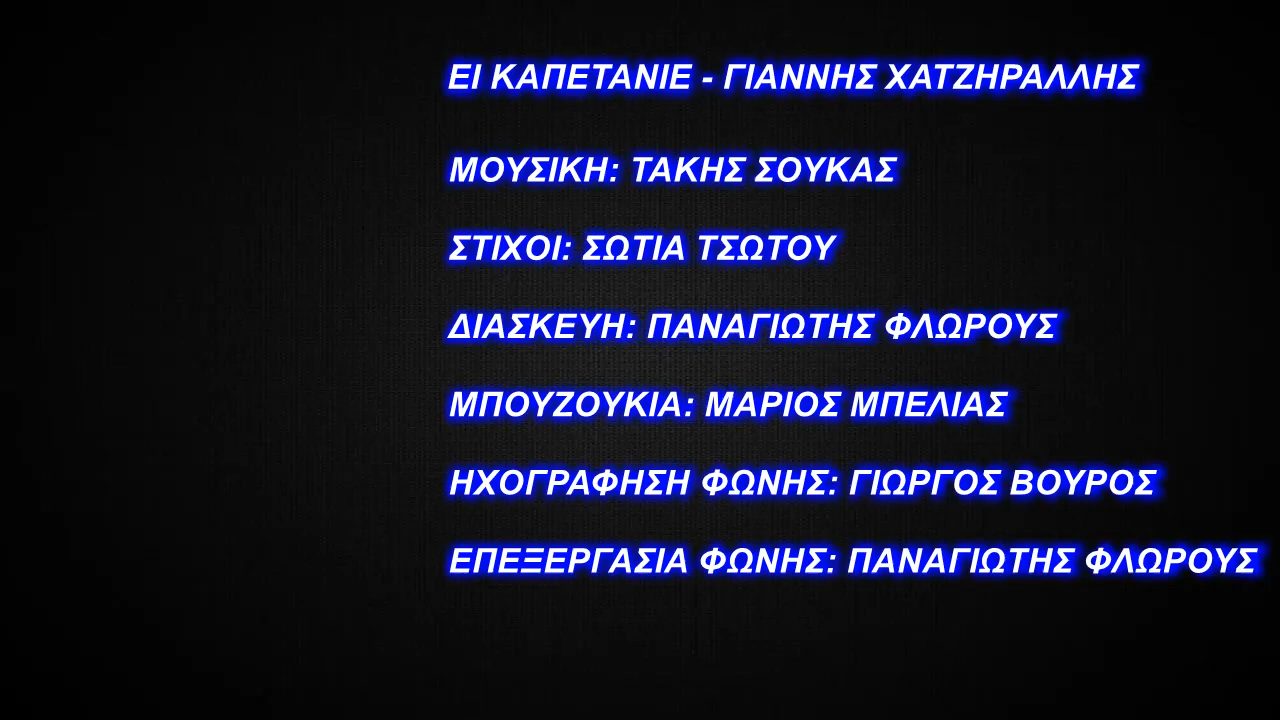 ΕΙ ΚΑΠΕΤΑΝΙΕ - ΓΙΑΝΝΗΣ ΧΑΤΖΗΡΑΛΛΗΣ
ΜΟΥΣΙΚΗ: ΤΑΚΗΣ ΣΟΥΚΑΣ
ΣΤΙΧΟΙ: ΣΩΤΙΑ ΤΣΩΤΟΥ
ΔΙΑΣΚΕΥΗ: ΠΑΝΑΓΙΩΤΗΣ ΦΛΩΡΟΥΣ
ΜΠΟΥΖΟΥΚΙΑ: ΜΑΡΙΟΣ ΜΠΕΛΙΑΣ
ΗΧΟΓΡΑΦΗΣΗ ΦΩΝΗΣ: ΓΙΩΡΓΟΣ ΒΟΥΡΟΣ
ΕΠΕΞΕΡΓΑΣΙΑ ΦΩΝΗΣ: ΠΑΝΑΓΙΩΤΗΣ ΦΛΩΡΟΥΣ